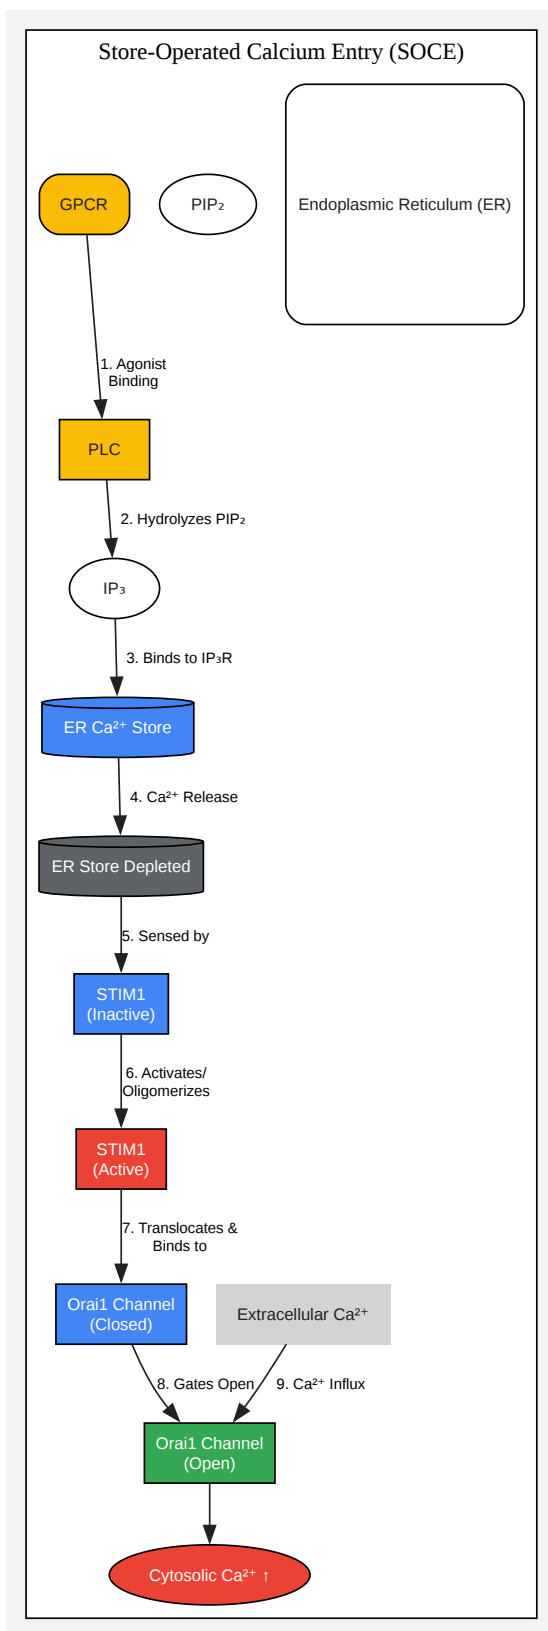 Store-Operated Calcium Entry (SOCE)
GPCR
PIP₂
Endoplasmic Reticulum (ER)
1. Agonist
Binding
PLC
2. Hydrolyzes PIP₂
IP₃
3. Binds to IP₃R
ER Ca²⁺ Store
4. Ca²⁺ Release
ER Store Depleted
5. Sensed by
STIM1
(Inactive)
6. Activates/
Oligomerizes
STIM1
(Active)
7. Translocates &
Binds to
Orai1 Channel
(Closed)
Extracellular Ca²⁺
8. Gates Open
9. Ca²⁺ Influx
Orai1 Channel
(Open)
Cytosolic Ca²⁺ ↑